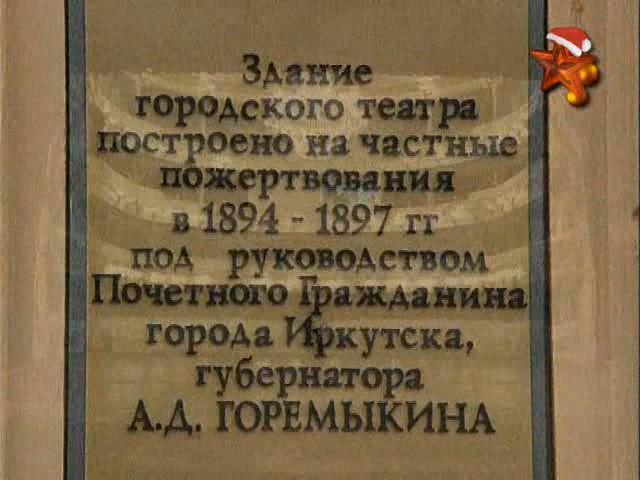 Здание
городского театра
построено на частные
пожертвования
в 1894 - 1897 гг
под руководством
Почетного Гражданина
города Иркутска,
губернатора
А.Д. ГОРЕМЫКИНА